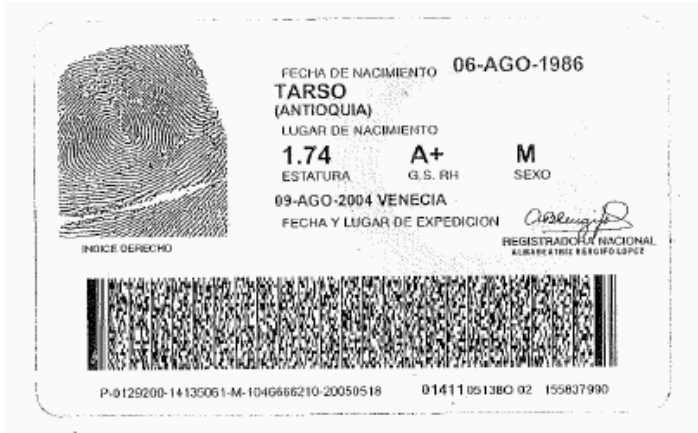 FECHA DE NACIMIENTO 06-AGO-1986
TARSO
(ANTIOQUIA)
LUGAR DE NACIMIENTO
1.74 A+ M
ESTATURA G.S. RH SEXO
09-AGO-2004 VENECIA
FECHA Y LUGAR DE EXPEDICION
INDICE DERECHO
REGISTRADORA NACIONAL
P-0129200-14135061-M-1046666210-20050518 01411 0513BO 02 155837990